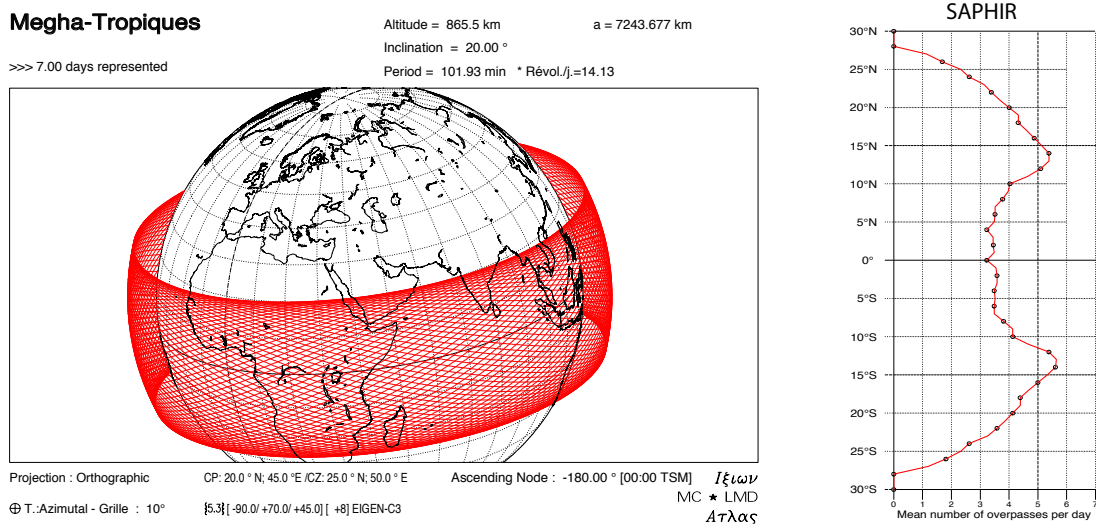 Megha-Tropiques
Altitude = 865.5 km a = 7243.677 km
Inclination = 20.00 °
>>> 7.00 days represented
Period = 101.93 min * Révol./j.=14.13
Projection : Orthographic CP: 20.0 ° N; 45.0 °E /CZ: 25.0 ° N; 50.0 ° E Ascending Node : -180.00 ° [00:00 TSM] Ιξιων
MC ★ LMD
⊕ T.:Azimutal - Grille : 10° {5.3}[ -90.0/ +70.0/ +45.0] [ +8] EIGEN-C3 Ατλας
SAPHIR
30°N
25°N
20°N
15°N
10°N
5°N
0°
5°S
10°S
15°S
20°S
25°S
30°S
0 1 2 3 4 5 6 7
Mean number of overpasses per day